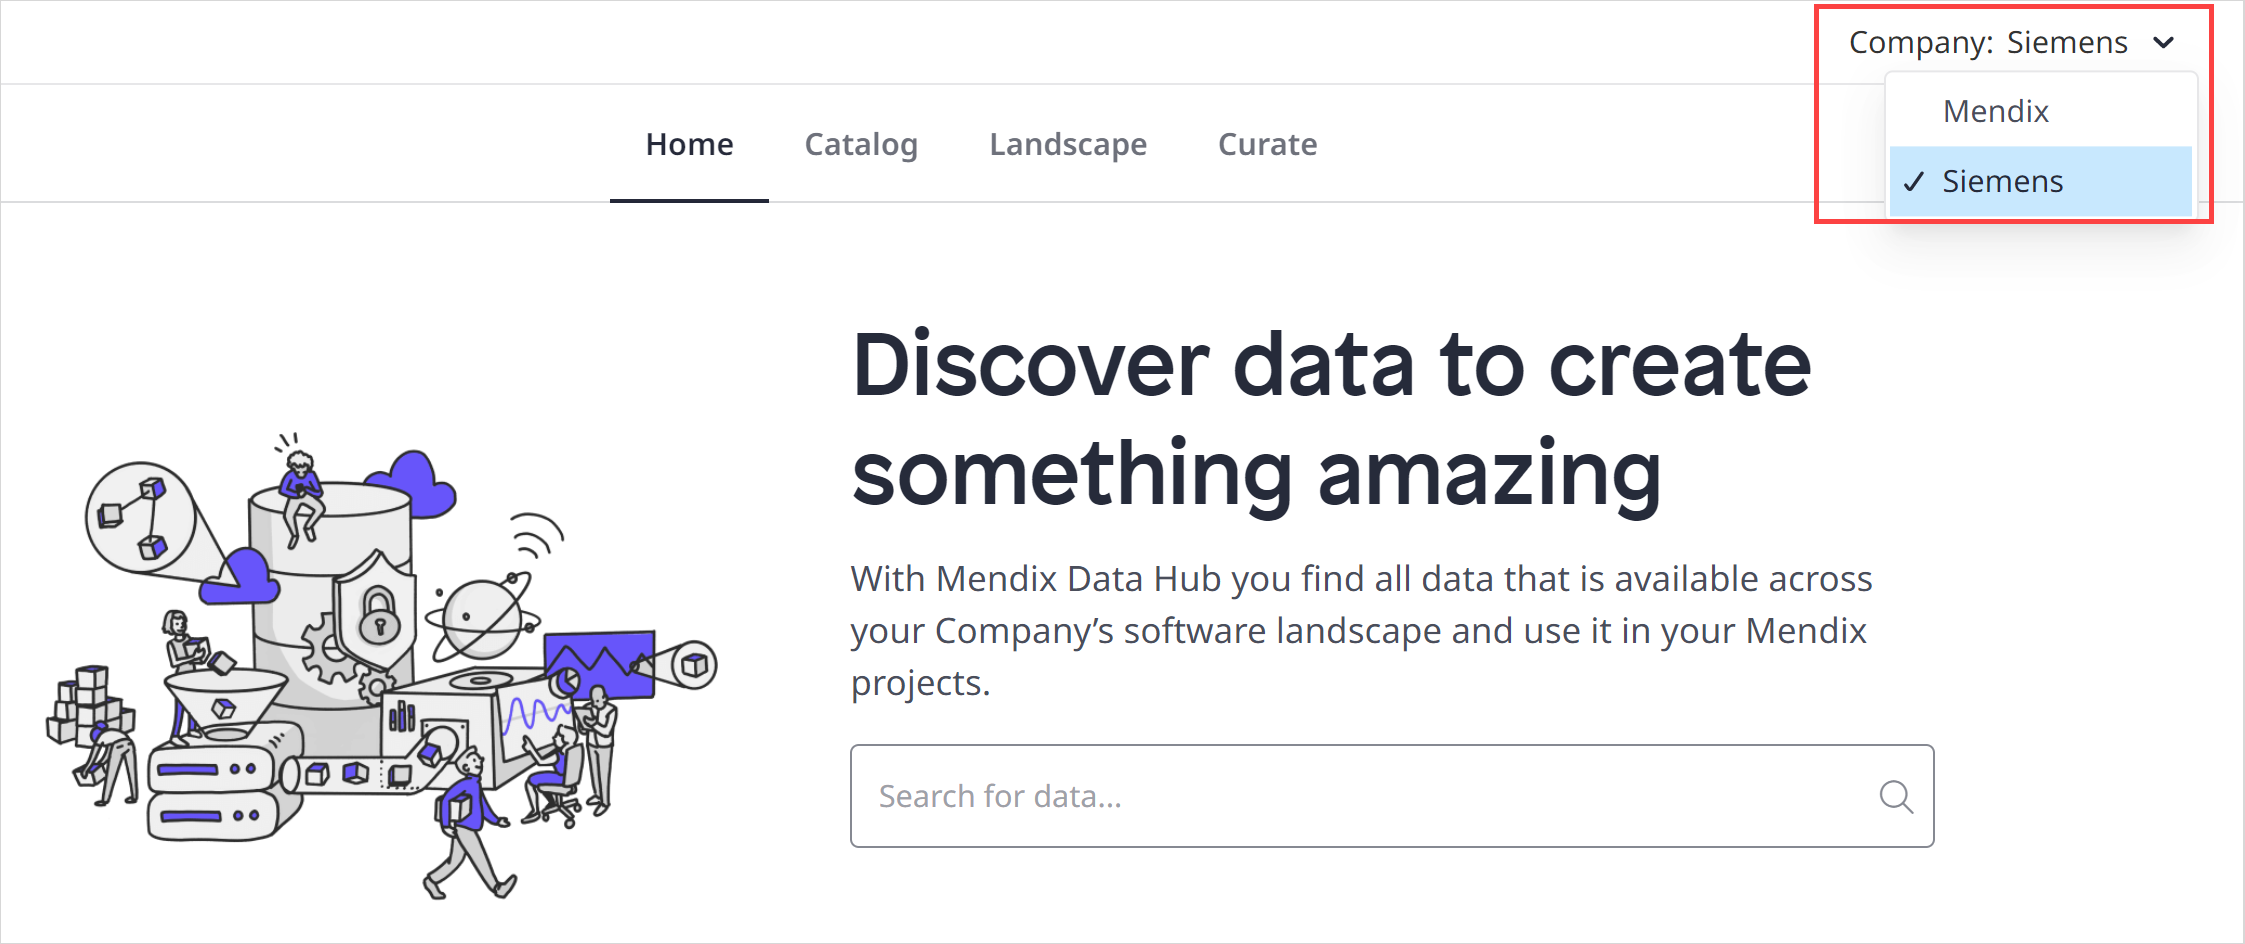 Company: Siemens
Mendix
✓ Siemens
Home Catalog Landscape Curate
Discover data to create
something amazing
With Mendix Data Hub you find all data that is available across
your Company’s software landscape and use it in your Mendix
projects.
Search for data...